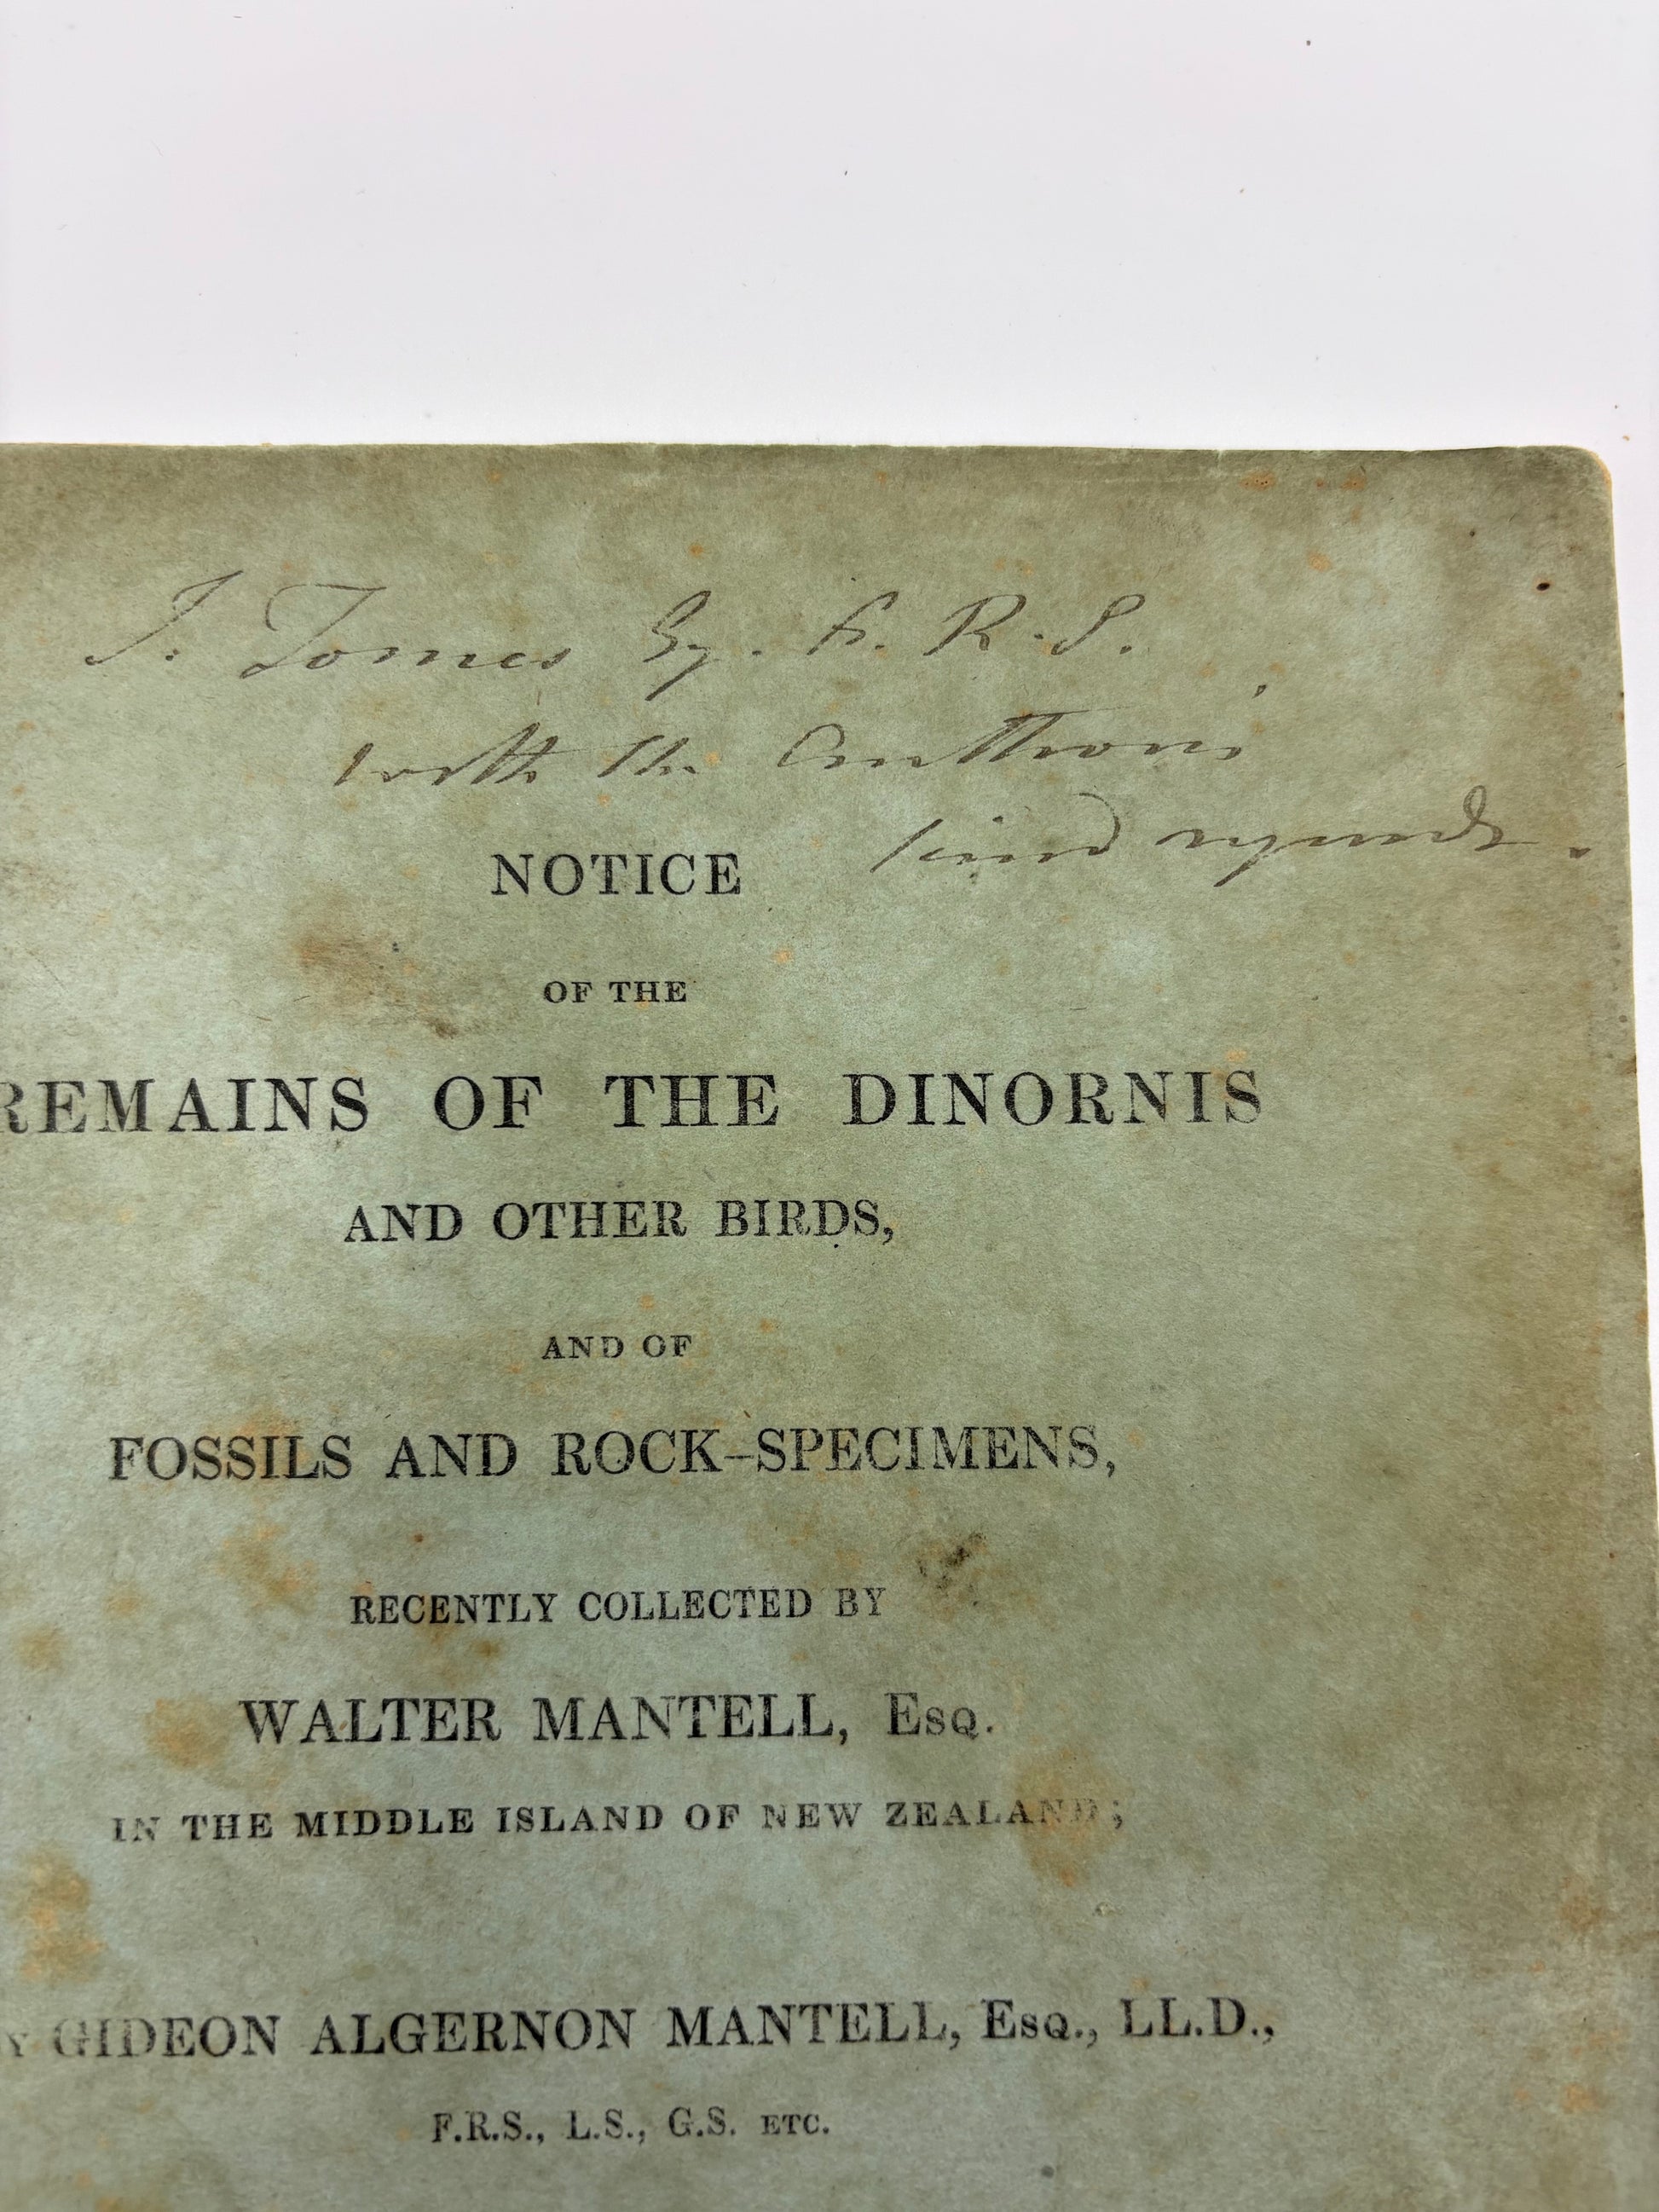 J. Tomes Esq. F. R. S.
with the Author's
kind regards.
NOTICE
OF THE
REMAINS OF THE DINORNIS
AND OTHER BIRDS,
AND OF
FOSSILS AND ROCK-SPECIMENS,
RECENTLY COLLECTED BY
WALTER MANTELL, Esq.
IN THE MIDDLE ISLAND OF NEW ZEALAND;
Y GIDEON ALGERNON MANTELL, Esq., LL.D.,
F.R.S., L.S., G.S. ETC.